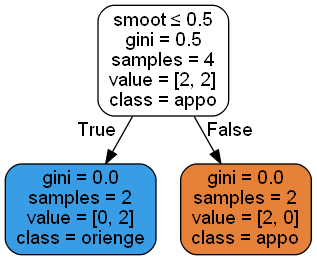 smoot ≤ 0.5
gini = 0.5
samples = 4
value = [2, 2]
class = appo
True
False
gini = 0.0
samples = 2
value = [0, 2]
class = orienge
gini = 0.0
samples = 2
value = [2, 0]
class = appo